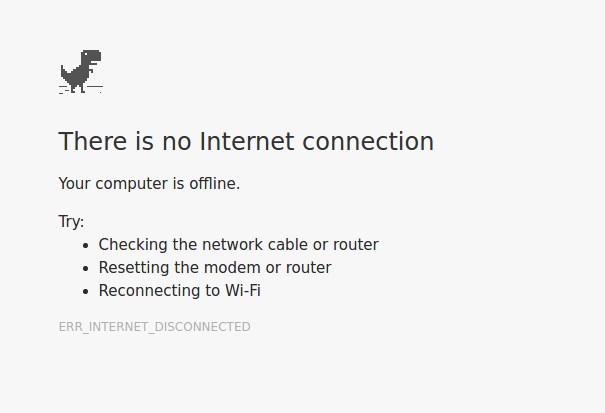 There is no Internet connection
Your computer is offline.
Try:
• Checking the network cable or router
• Resetting the modem or router
• Reconnecting to Wi-Fi
ERR_INTERNET_DISCONNECTED